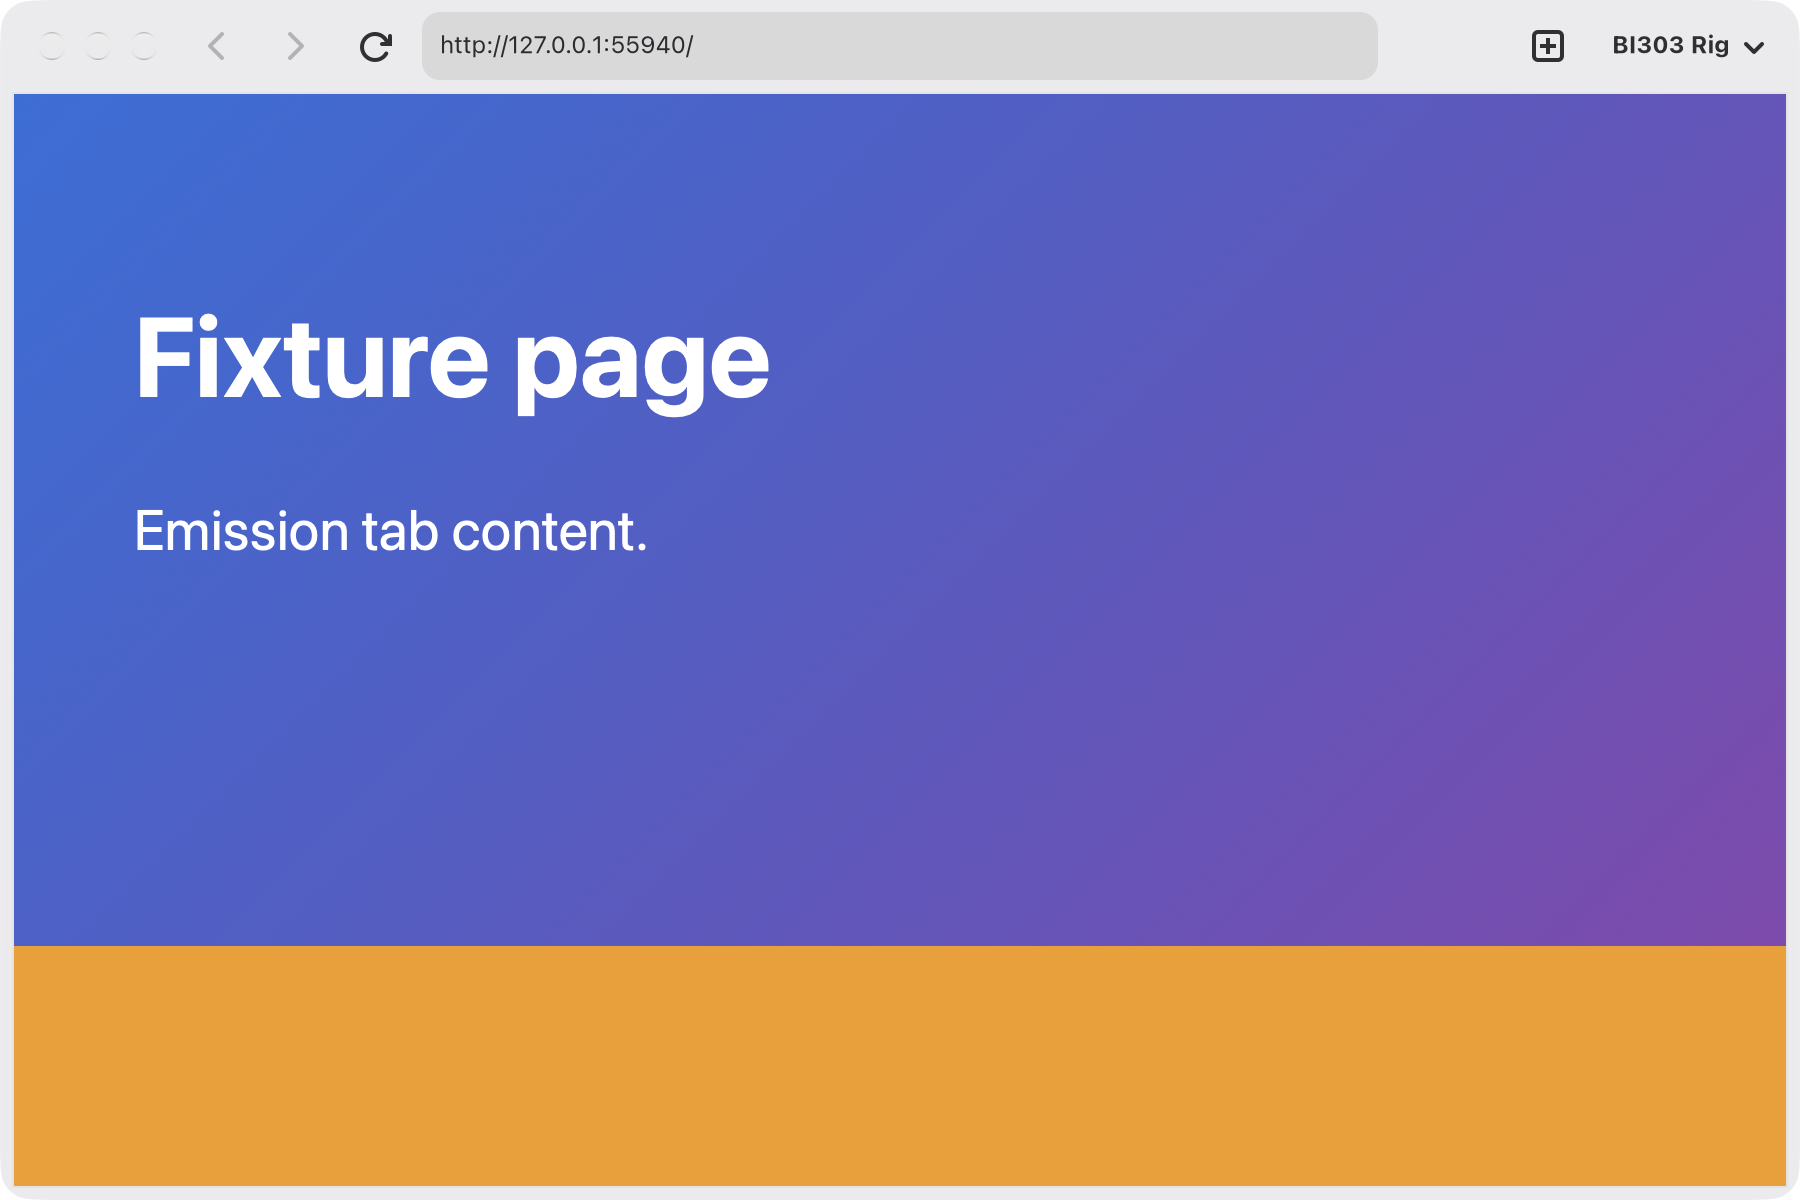 http://127.0.0.1:55940/
BI303 Rig
Fixture page
Emission tab content.